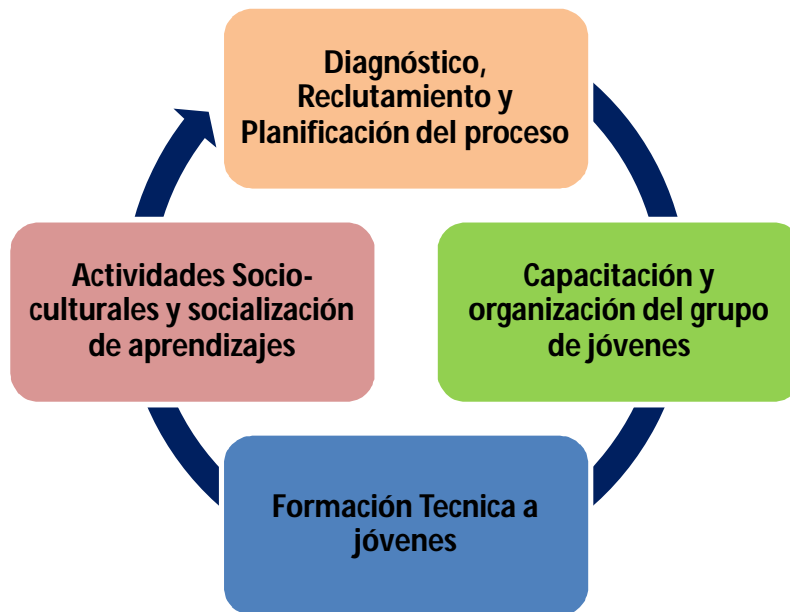 Diagnóstico,
Reclutamiento y
Planificación del proceso
Capacitación y
organización del grupo
de jóvenes
Formación Tecnica a
jóvenes
Actividades Socio-
culturales y socialización
de aprendizajes